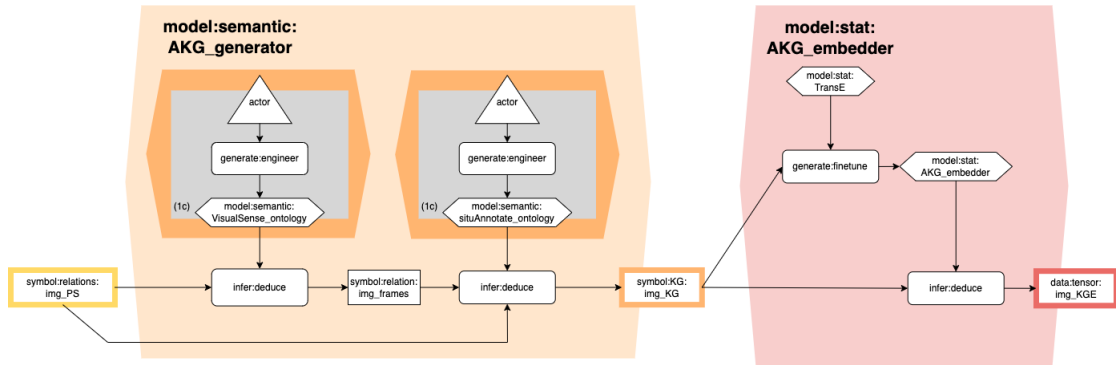 model:semantic:
AKG_generator
model:stat:
AKG_embedder
actor
generate:engineer
(1c)
model:semantic:
VisualSense_ontology
actor
generate:engineer
(1c)
model:semantic:
situAnnotate_ontology
model:stat:
TransE
generate:finetune
model:stat:
AKG_embedder
symbol:relations:
img_PS
infer:deduce
symbol:relation:
img_frames
infer:deduce
symbol:KG:
img_KG
infer:deduce
data:tensor:
img_KGE